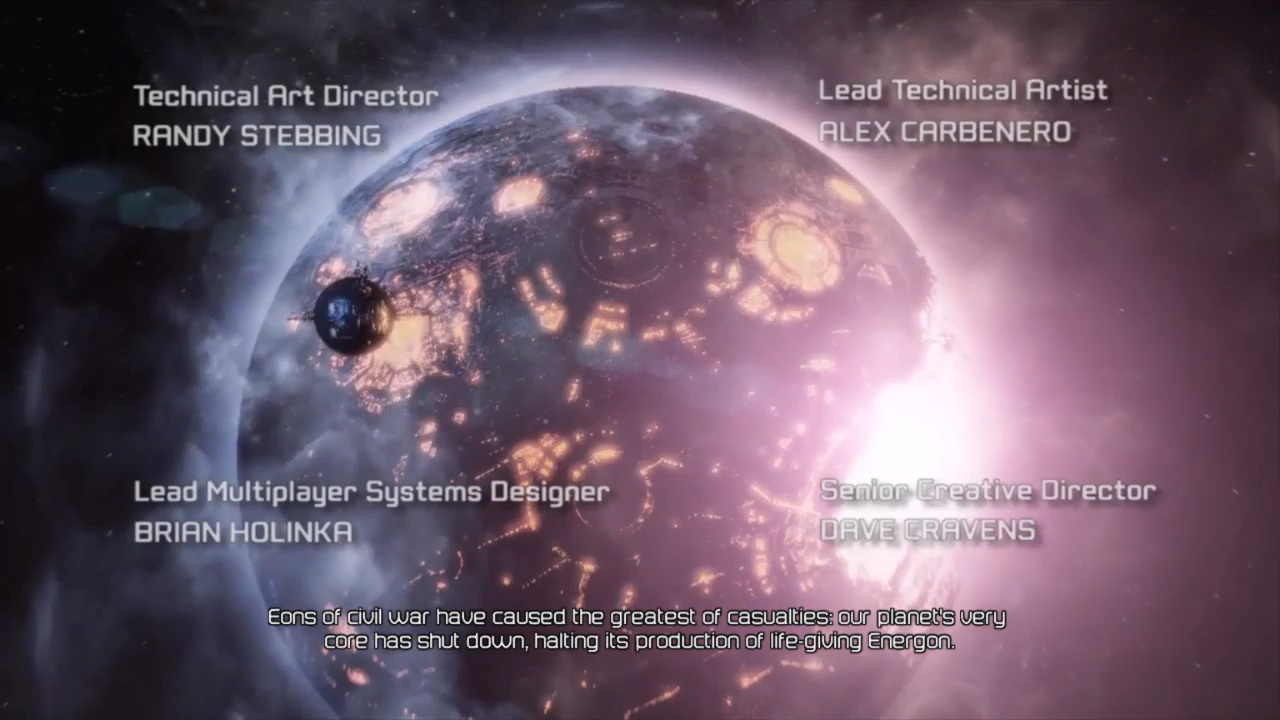 Technical Art Director
RANDY STEBBING
Lead Technical Artist
ALEX CARBENERO
Lead Multiplayer Systems Designer
BRIAN HOLINKA
Senior Creative Director
DAVE CRAVENS
Eons of civil war have caused the greatest of casualties: our planet's very
core has shut down, halting its production of life-giving Energon.